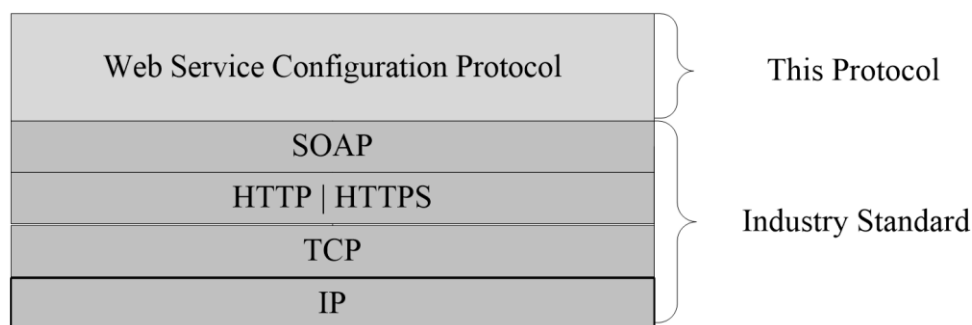 Web Service Configuration Protocol
This Protocol
SOAP
HTTP | HTTPS
Industry Standard
TCP
IP